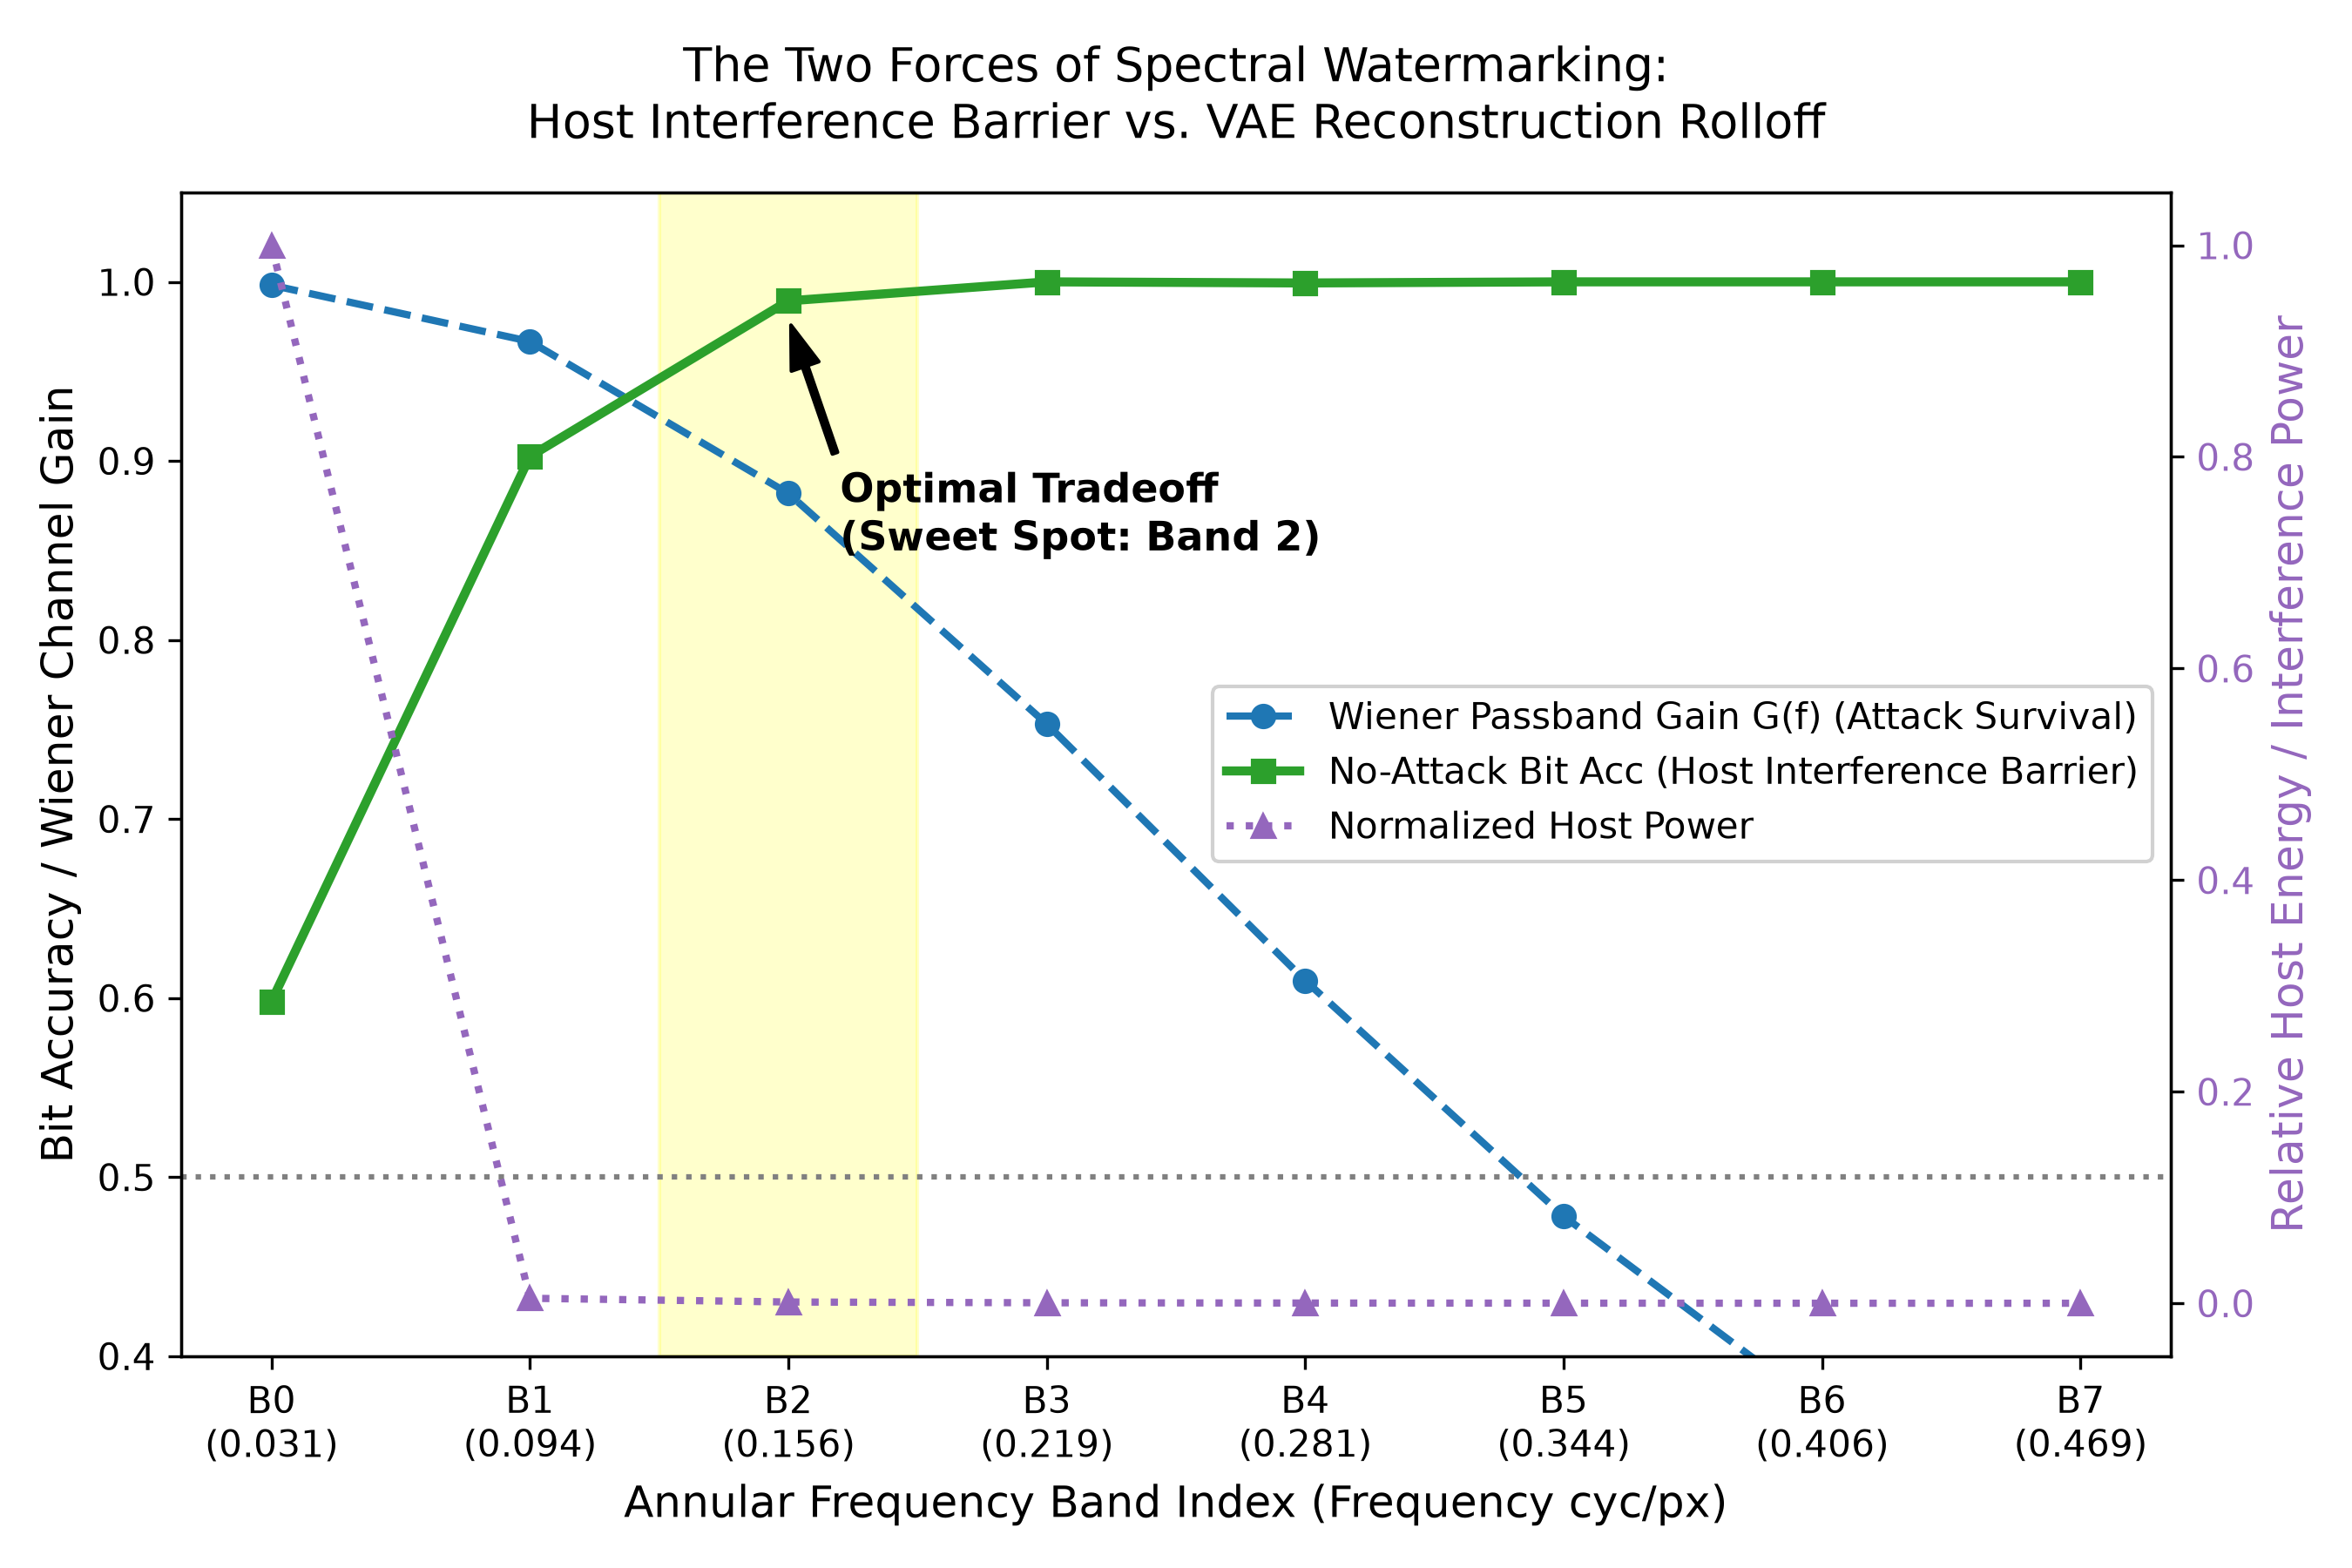 The Two Forces of Spectral Watermarking:
Host Interference Barrier vs. VAE Reconstruction Rolloff
Bit Accuracy / Wiener Channel Gain
1.0
0.9
0.8
0.7
0.6
0.5
0.4
Optimal Tradeoff
(Sweet Spot: Band 2)
Wiener Passband Gain G(f) (Attack Survival)
No-Attack Bit Acc (Host Interference Barrier)
Normalized Host Power
1.0
0.8
0.6
0.4
0.2
0.0
Relative Host Energy / Interference Power
B0 B1 B2 B3 B4 B5 B6 B7
(0.031) (0.094) (0.156) (0.219) (0.281) (0.344) (0.406) (0.469)
Annular Frequency Band Index (Frequency cyc/px)